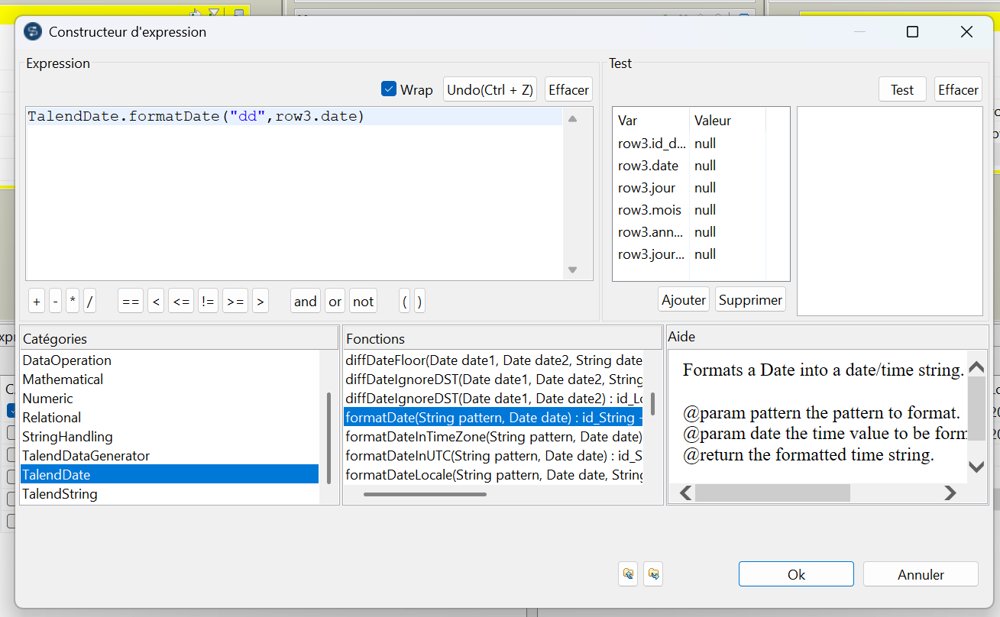 Constructeur d'expression
Expression
Wrap
Undo(Ctrl + Z)
Effacer
TalendDate.formatDate("dd",row3.date)
+ - * / == < <= != >= > and or not ( )
Test
Test
Effacer
Var Valeur
row3.id_d... null
row3.date null
row3.jour null
row3.mois null
row3.ann... null
row3.jour... null
Ajouter
Supprimer
Catégories
DataOperation
Mathematical
Numeric
Relational
StringHandling
TalendDataGenerator
TalendDate
TalendString
Fonctions
diffDateFloor(Date date1, Date date2, String date
diffDateIgnoreDST(Date date1, Date date2, String
diffDateIgnoreDST(Date date1, Date date2) : id_Lo
formatDate(String pattern, Date date) : id_String -
formatDateInTimeZone(String pattern, Date date)
formatDateInUTC(String pattern, Date date) : id_S
formatDateLocale(String pattern, Date date, String
Aide
Formats a Date into a date/time string.
@param pattern the pattern to format.
@param date the time value to be form
@return the formatted time string.
Ok
Annuler